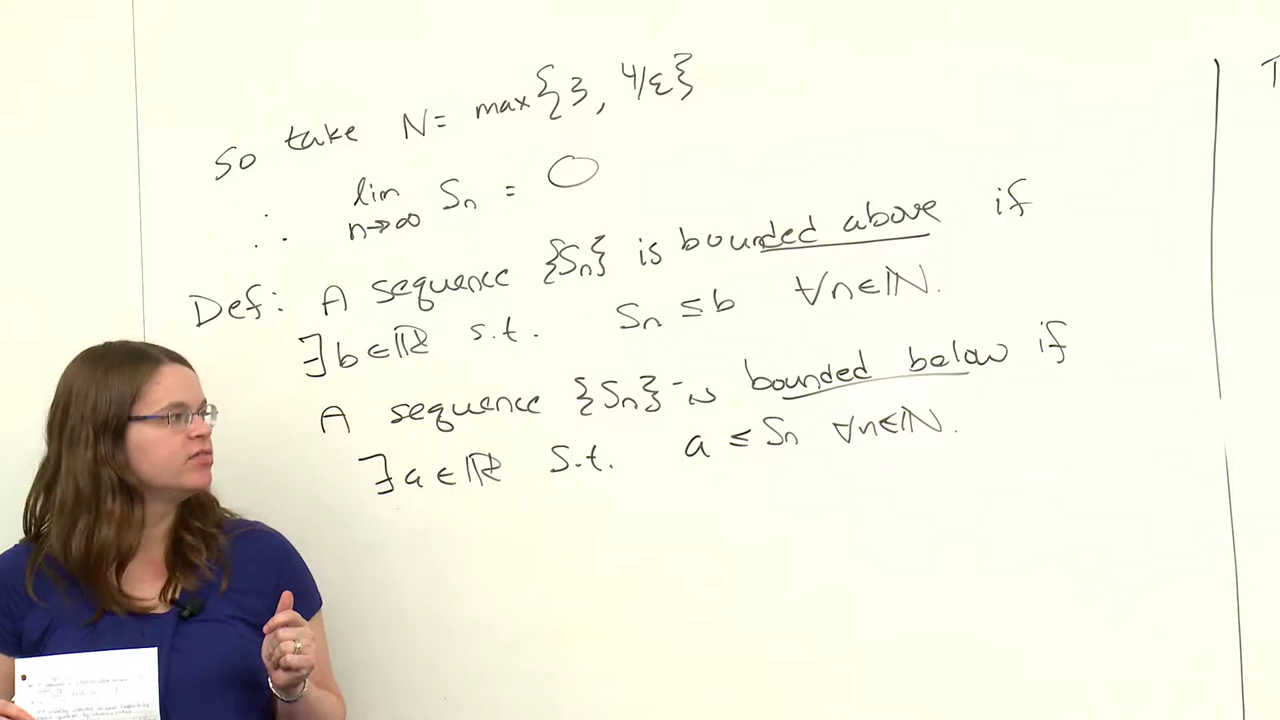 So take N= max{3, 4/ε}
∴ lim n→∞ Sn = 0
Def: A sequence {Sn} is bounded above if
∃b∈ℝ s.t. Sn ≤ b ∀n∈ℕ.
A sequence {Sn} is bounded below if
∃a∈ℝ s.t. a ≤ Sn ∀n∈ℕ.
T